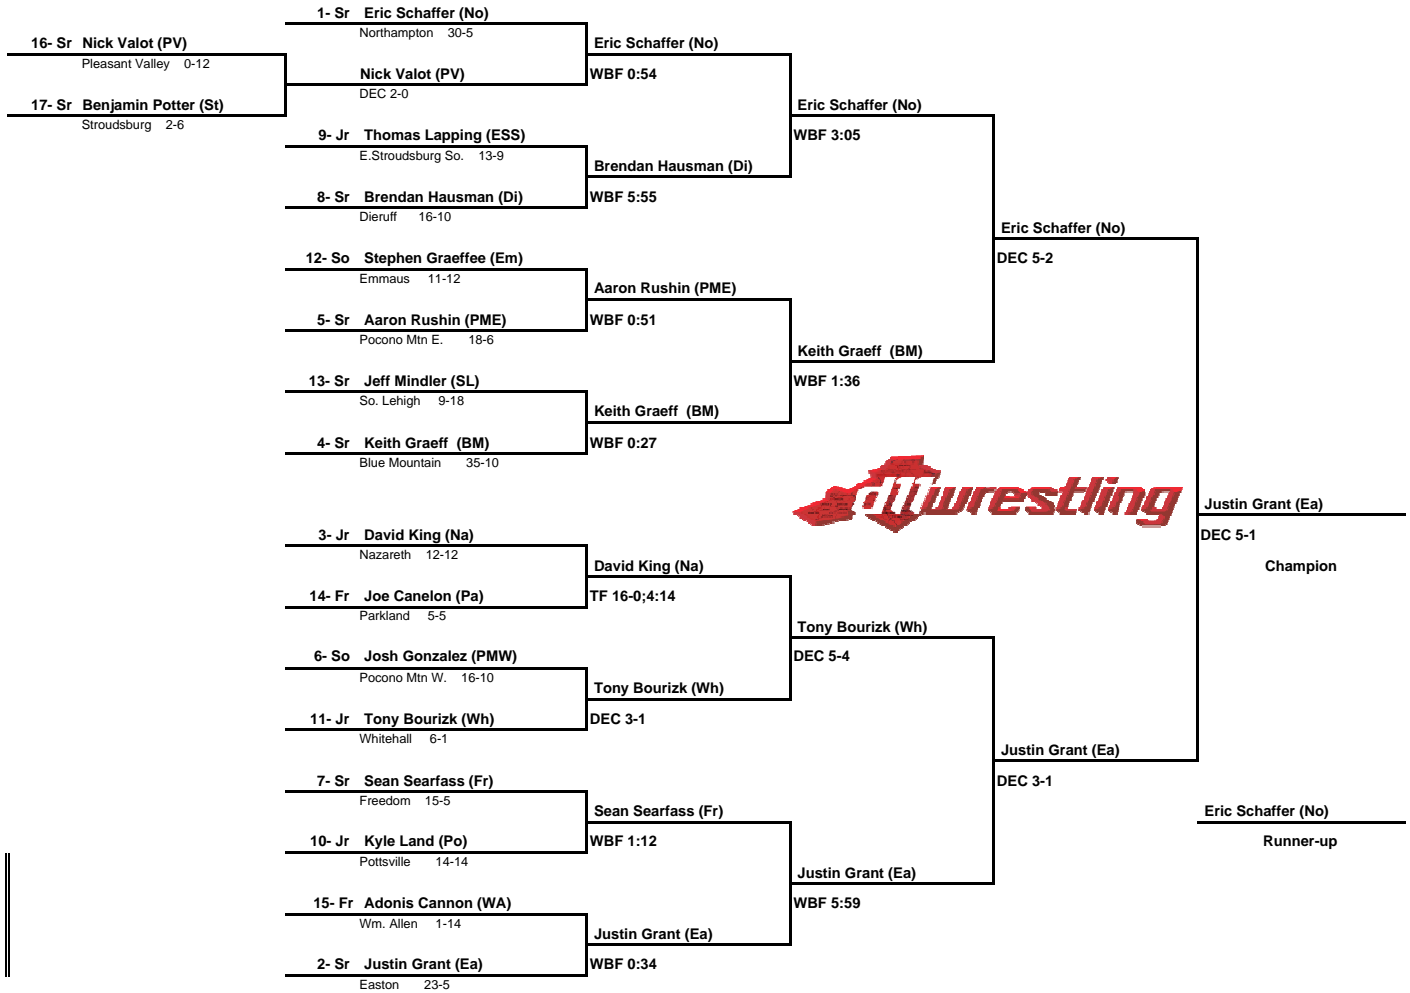 1- Sr Eric Schaffer (No)
Northampton 30-5
16- Sr Nick Valot (PV)
Pleasant Valley 0-12
Eric Schaffer (No)
WBF 0:54
Nick Valot (PV)
DEC 2-0
17- Sr Benjamin Potter (St)
Stroudsburg 2-6
Eric Schaffer (No)
WBF 3:05
9- Jr Thomas Lapping (ESS)
E.Stroudsburg So. 13-9
Brendan Hausman (Di)
WBF 5:55
8- Sr Brendan Hausman (Di)
Dieruff 16-10
Eric Schaffer (No)
DEC 5-2
12- So Stephen Graeffee (Em)
Emmaus 11-12
Aaron Rushin (PME)
WBF 0:51
5- Sr Aaron Rushin (PME)
Pocono Mtn E. 18-6
Keith Graeff (BM)
WBF 1:36
13- Sr Jeff Mindler (SL)
So. Lehigh 9-18
Keith Graeff (BM)
WBF 0:27
4- Sr Keith Graeff (BM)
Blue Mountain 35-10
d11wrestling
Justin Grant (Ea)
DEC 5-1
Champion
3- Jr David King (Na)
Nazareth 12-12
David King (Na)
TF 16-0;4:14
14- Fr Joe Canelon (Pa)
Parkland 5-5
Tony Bourizk (Wh)
DEC 5-4
6- So Josh Gonzalez (PMW)
Pocono Mtn W. 16-10
Tony Bourizk (Wh)
DEC 3-1
11- Jr Tony Bourizk (Wh)
Whitehall 6-1
Justin Grant (Ea)
DEC 3-1
7- Sr Sean Searfass (Fr)
Freedom 15-5
Sean Searfass (Fr)
WBF 1:12
10- Jr Kyle Land (Po)
Pottsville 14-14
Eric Schaffer (No)
Runner-up
Justin Grant (Ea)
WBF 5:59
15- Fr Adonis Cannon (WA)
Wm. Allen 1-14
Justin Grant (Ea)
WBF 0:34
2- Sr Justin Grant (Ea)
Easton 23-5